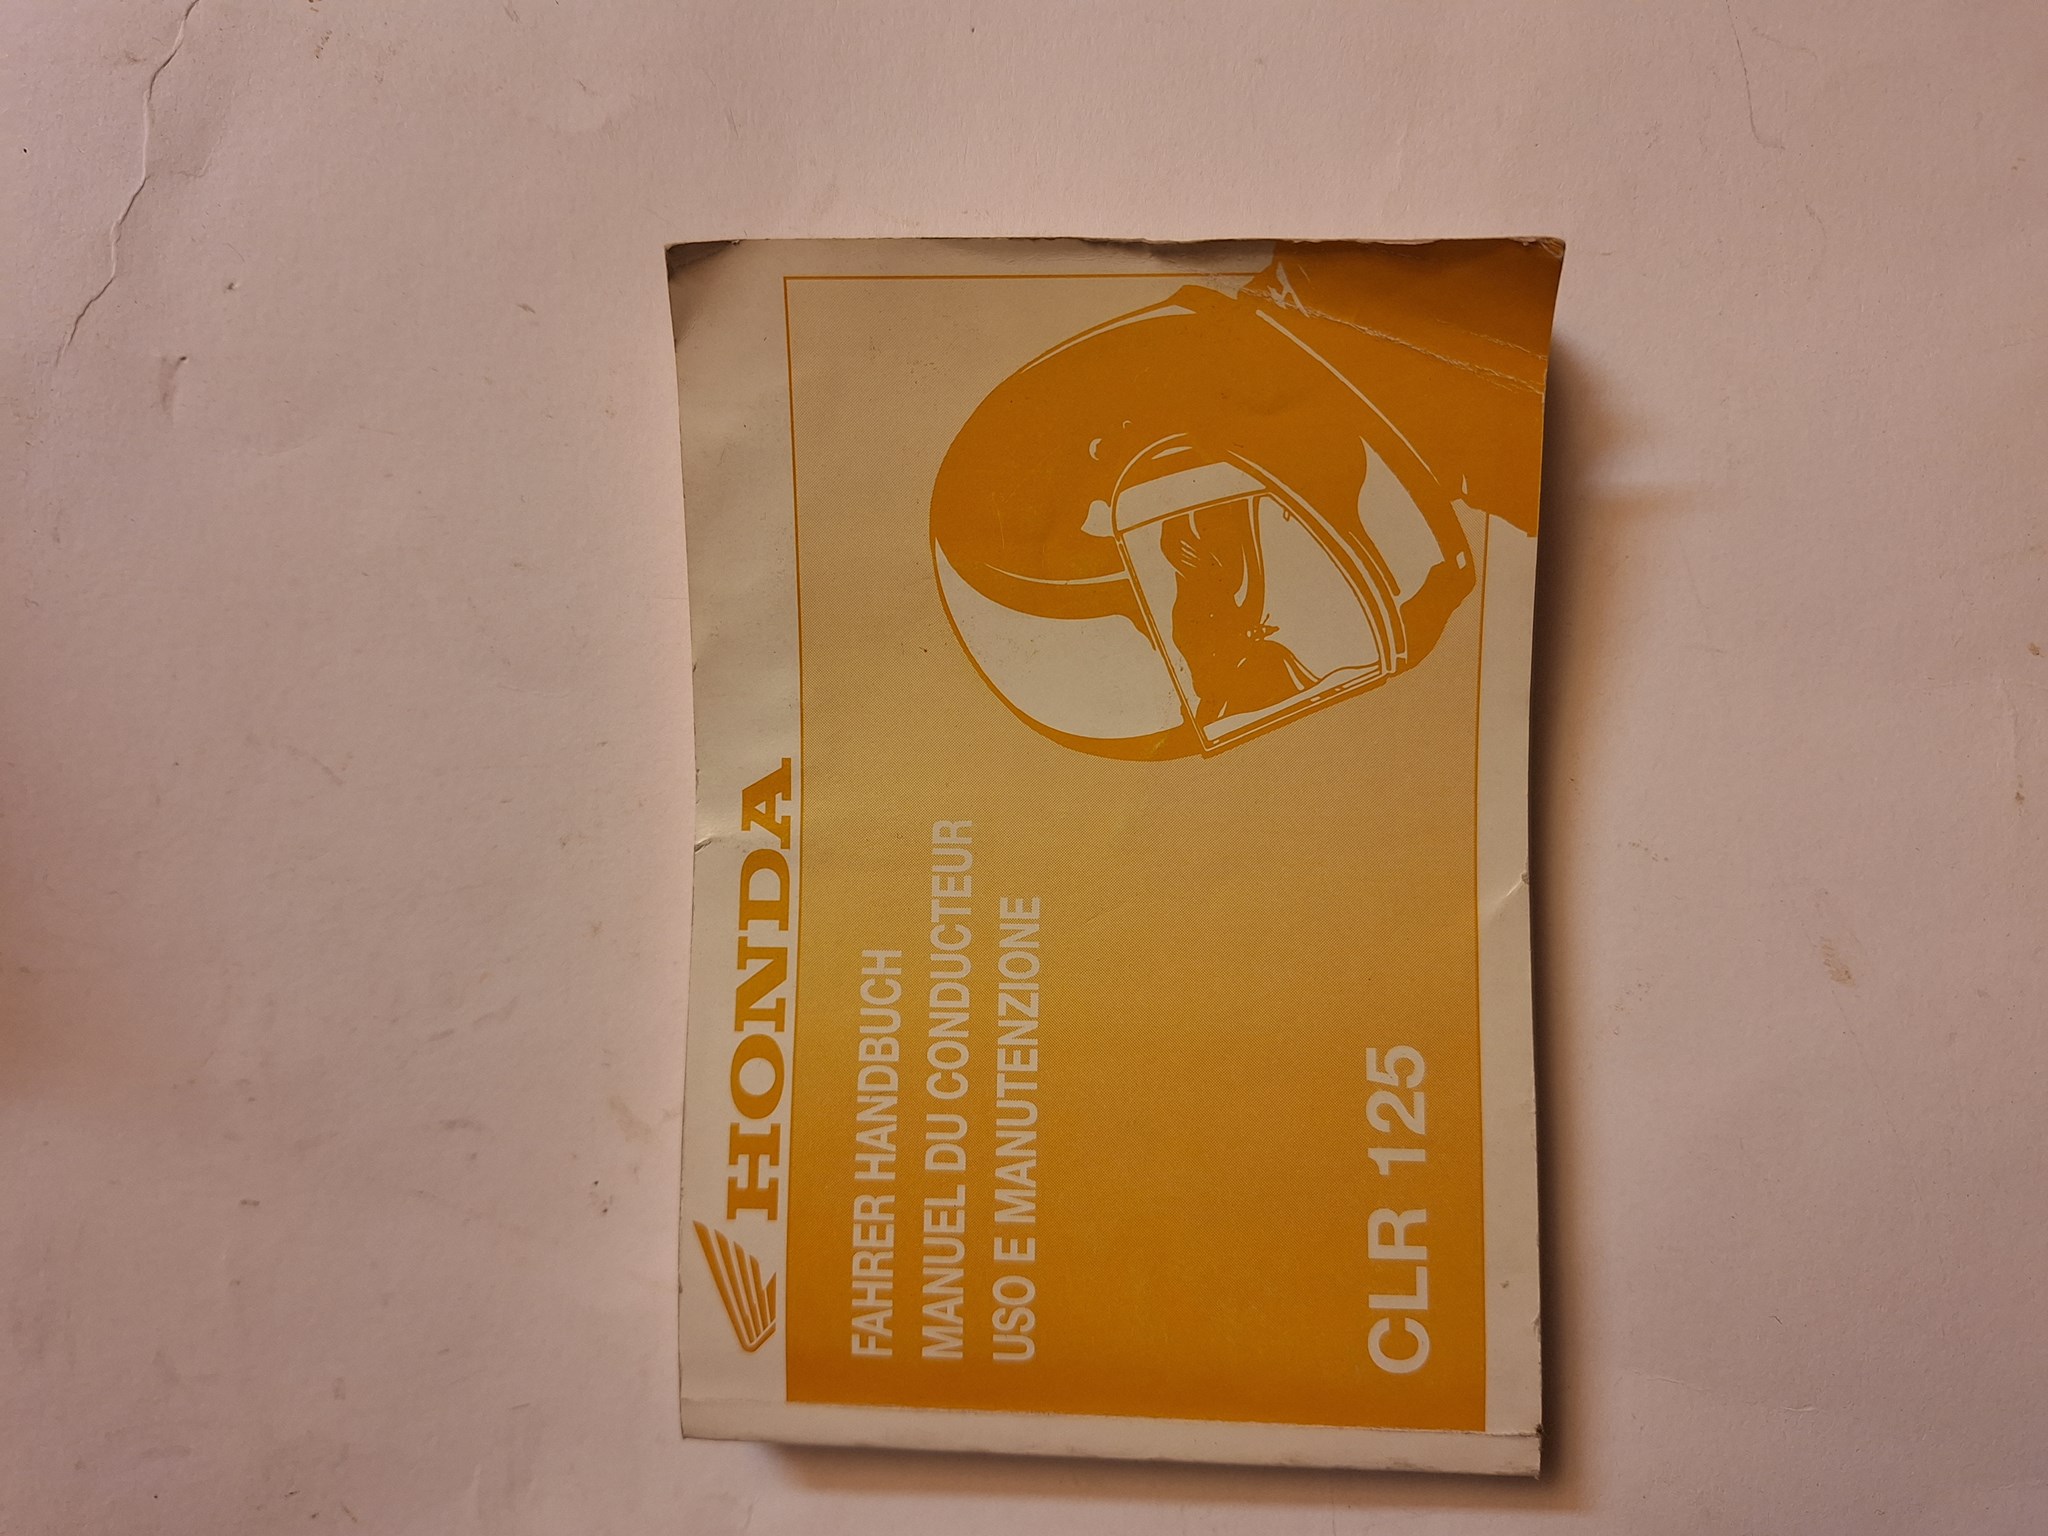 HONDA
FAHRER HANDBUCH
MANUEL DU CONDUCTEUR
USO E MANUTENZIONE
CLR 125